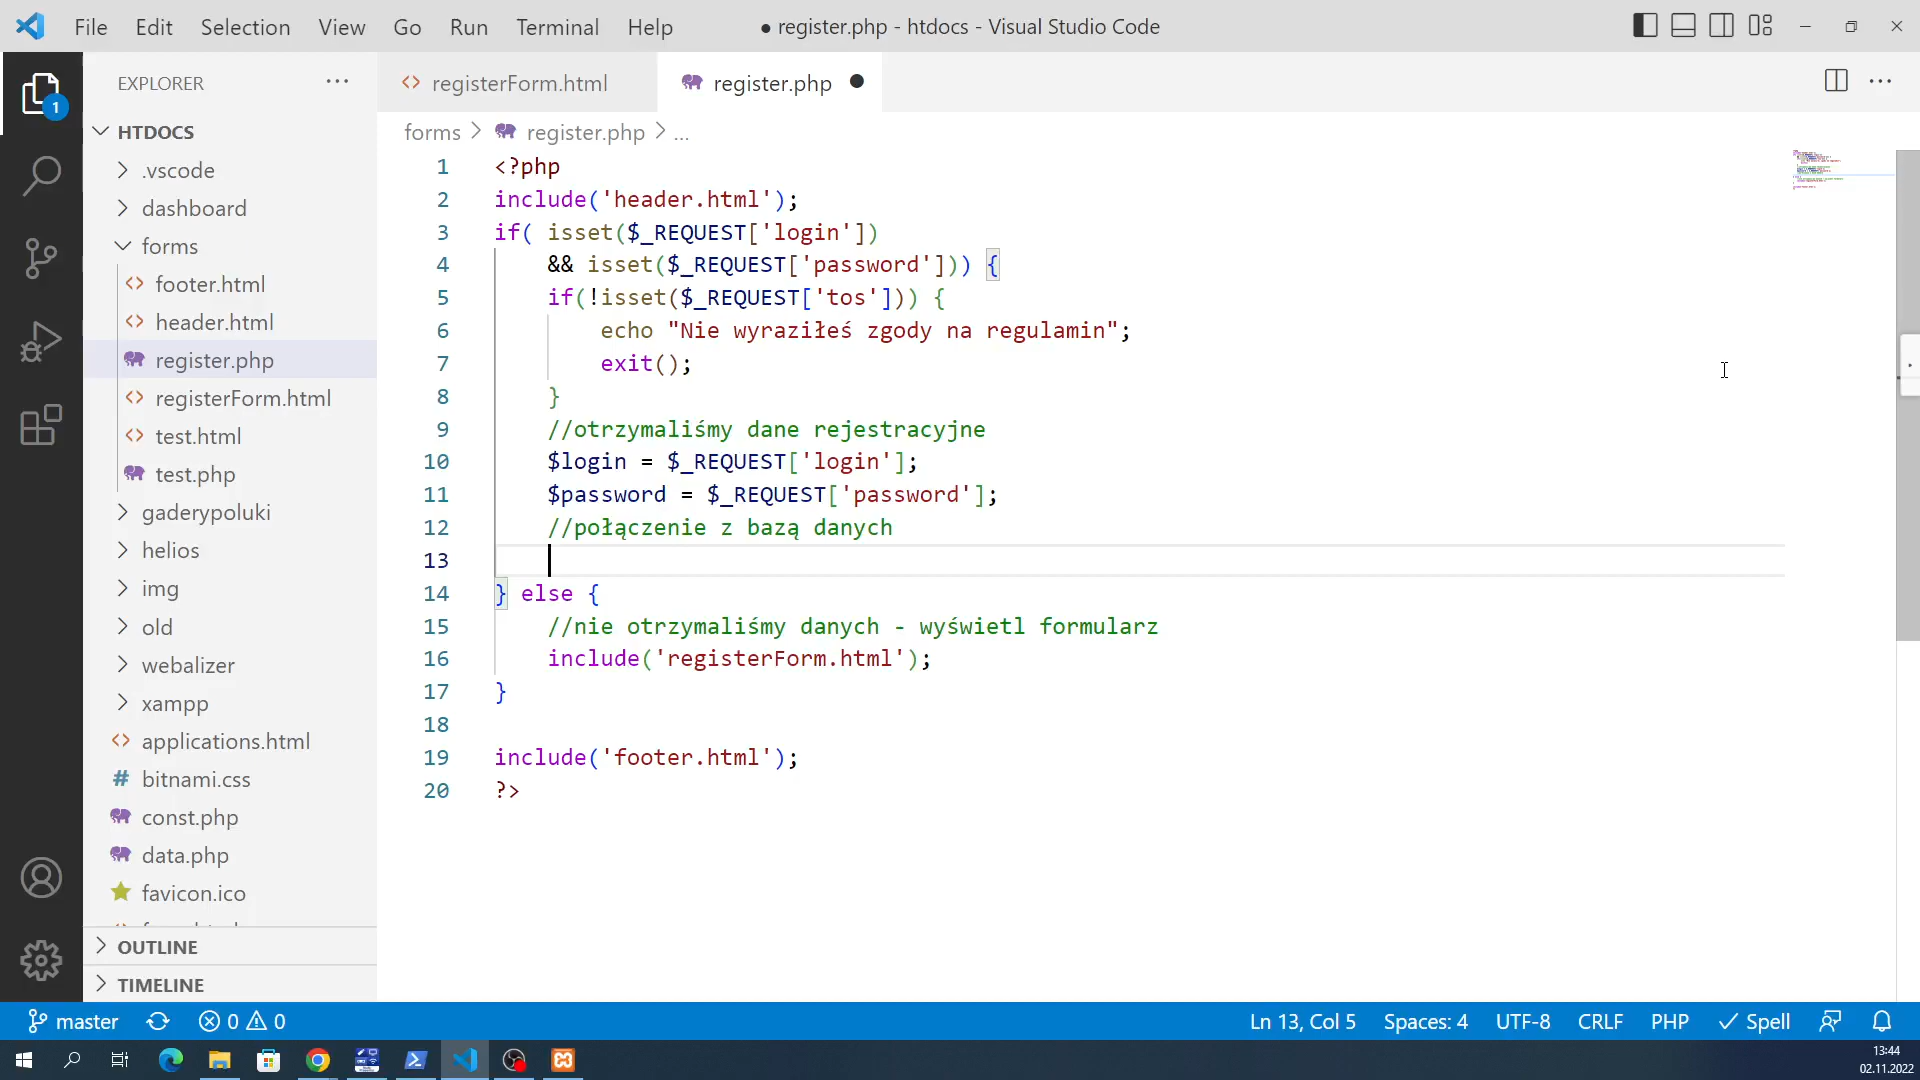 File Edit Selection View Go Run Terminal Help ● register.php - htdocs - Visual Studio Code
EXPLORER ...
registerForm.html register.php ●
HTDOCS
.vscode
dashboard
forms
footer.html
header.html
register.php
registerForm.html
test.html
test.php
gaderypoluki
helios
img
old
webalizer
xampp
applications.html
bitnami.css
const.php
data.php
favicon.ico
OUTLINE
TIMELINE
forms > register.php > ...
1 <?php
2 include('header.html');
3 if( isset($_REQUEST['login'])
4 && isset($_REQUEST['password'])) {
5 if(!isset($_REQUEST['tos'])) {
6 echo "Nie wyraziłeś zgody na regulamin";
7 exit();
8 }
9 //otrzymaliśmy dane rejestracyjne
10 $login = $_REQUEST['login'];
11 $password = $_REQUEST['password'];
12 //połączenie z bazą danych
13
14 } else {
15 //nie otrzymaliśmy danych - wyświetl formularz
16 include('registerForm.html');
17 }
18
19 include('footer.html');
20 ?>
1
master 0 0 Ln 13, Col 5 Spaces: 4 UTF-8 CRLF PHP Spell
13:44
02.11.2022